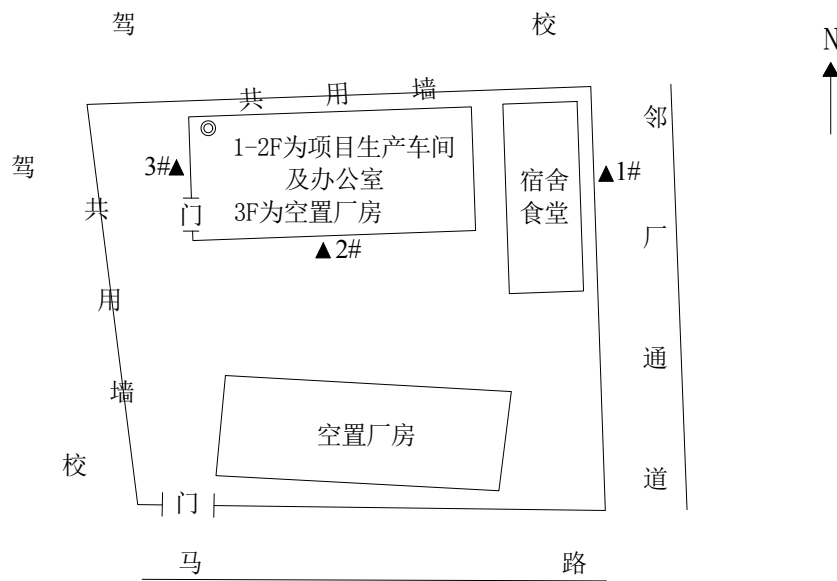 驾校
N
共用墙
邻厂通道
驾校
3#▲
1-2F为项目生产车间
及办公室
3F为空置厂房
门
▲2#
宿舍
食堂
▲1#
共用墙
空置厂房
门
马路